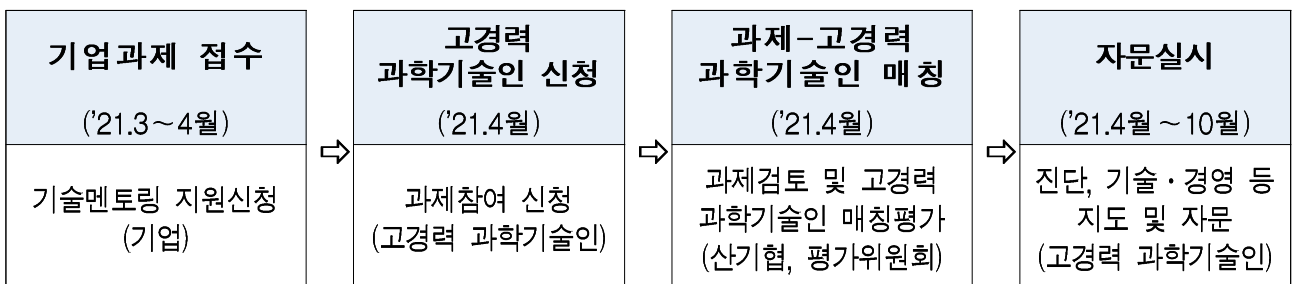 기업과제 접수
('21.3～4월)
기술멘토링 지원신청
(기업)
⇨
고경력
과학기술인 신청
('21.4월)
과제참여 신청
(고경력 과학기술인)
⇨
과제-고경력
과학기술인 매칭
('21.4월)
과제검토 및 고경력
과학기술인 매칭평가
(산기협, 평가위원회)
⇨
자문실시
('21.4월～10월)
진단, 기술·경영 등
지도 및 자문
(고경력 과학기술인)